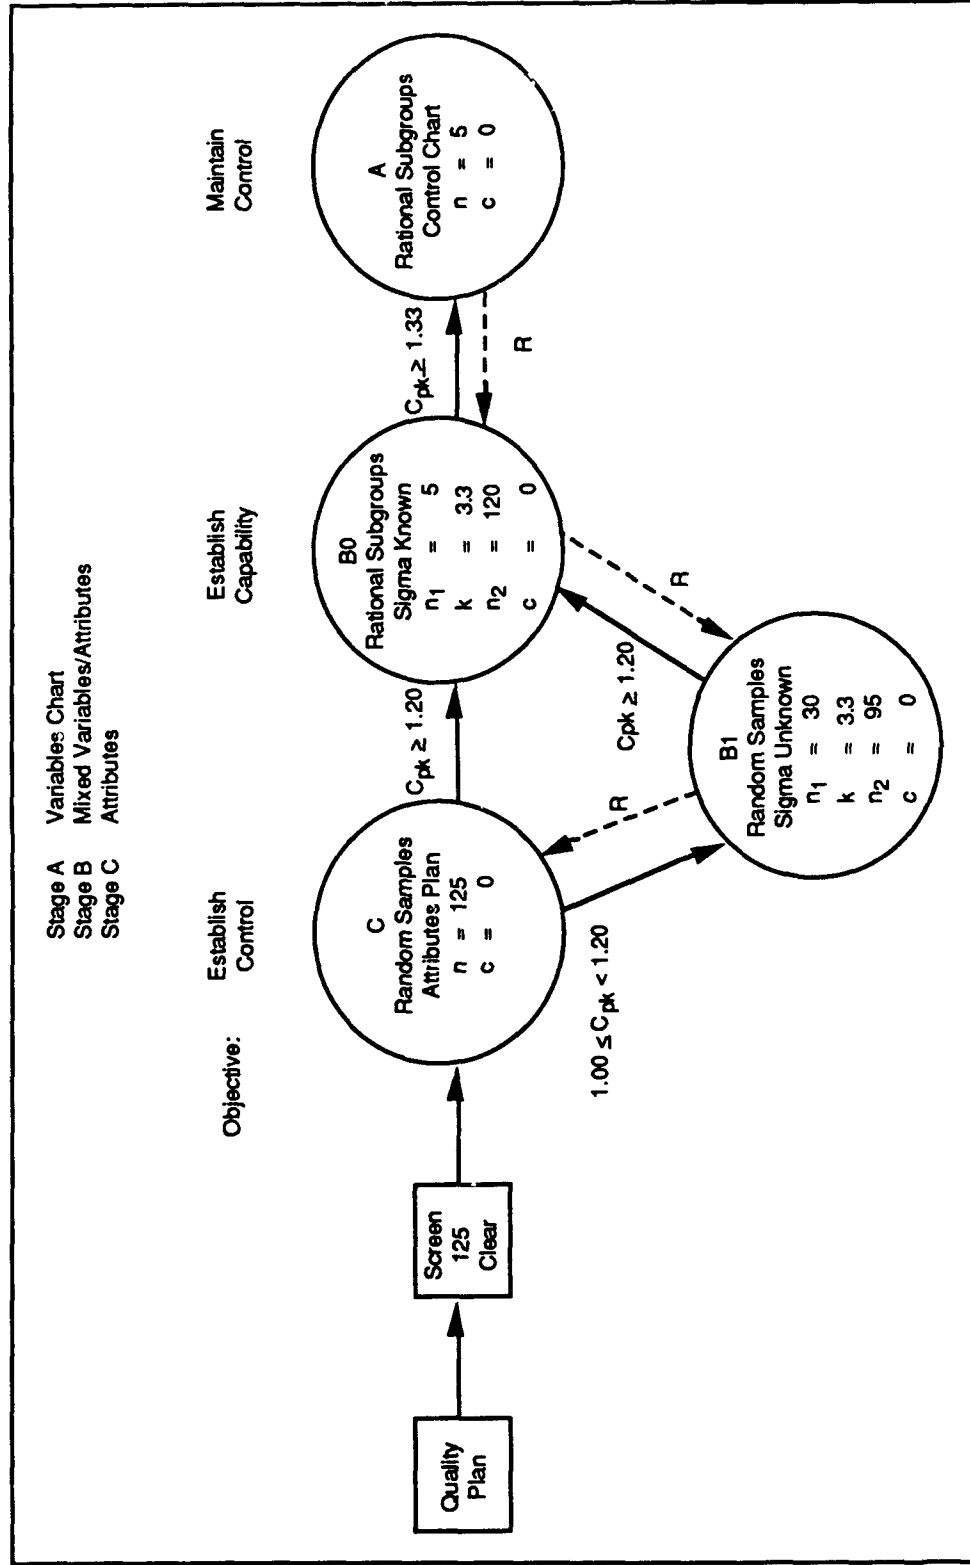 Stage A Variables Chart
Stage B Mixed Variables/Attributes
Stage C Attributes
Objective:
Establish
Control
Establish
Capability
Maintain
Control
Quality
Plan
Screen
125
Clear
C
Random Samples
Attributes Plan
n = 125
c = 0
Cpk ≥ 1.20
B0
Rational Subgroups
Sigma Known
n1 = 5
k = 3.3
n2 = 120
c = 0
Cpk ≥ 1.33
R
A
Rational Subgroups
Control Chart
n = 5
c = 0
1.00 ≤ Cpk < 1.20
R
Cpk ≥ 1.20
R
B1
Random Samples
Sigma Unknown
n1 = 30
k = 3.3
n2 = 95
c = 0